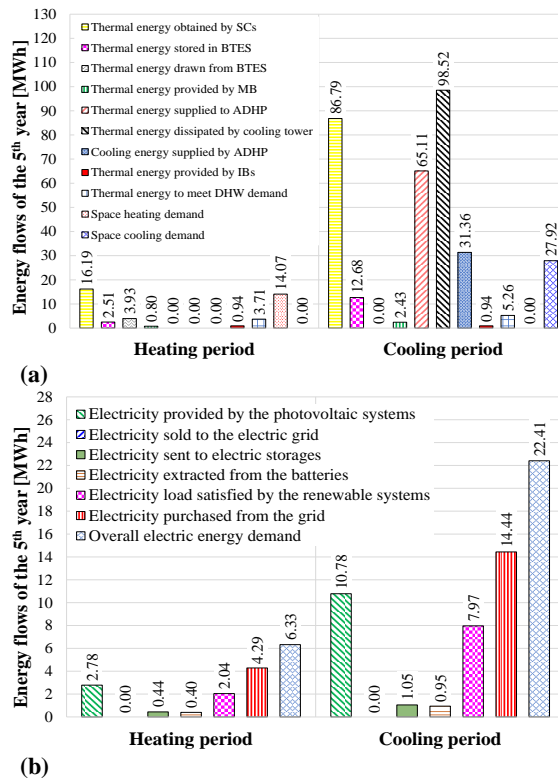 Energy flows of the 5th year [MWh]
130
120
110
100
90
80
70
60
50
40
30
20
10
0
Thermal energy obtained by SCs
Thermal energy stored in BTES
Thermal energy drawn from BTES
Thermal energy provided by MB
Thermal energy supplied to ADHP
Thermal energy dissipated by cooling tower
Cooling energy supplied by ADHP
Thermal energy provided by IBs
Thermal energy to meet DHW demand
Space heating demand
Space cooling demand
16.19
2.51
3.93
0.80
0.00
0.00
0.00
0.94
3.71
14.07
0.00
86.79
12.68
0.00
2.43
65.11
98.52
31.36
0.94
5.26
0.00
27.92
Heating period
Cooling period
(a)
Energy flows of the 5th year [MWh]
28
26
24
22
20
18
16
14
12
10
8
6
4
2
0
Electricity provided by the photovoltaic systems
Electricity sold to the electric grid
Electricity sent to electric storages
Electricity extracted from the batteries
Electricity load satisfied by the renewable systems
Electricity purchased from the grid
Overall electric energy demand
2.78
0.00
0.44
0.40
2.04
4.29
6.33
10.78
0.00
1.05
0.95
7.97
14.44
22.41
Heating period
Cooling period
(b)